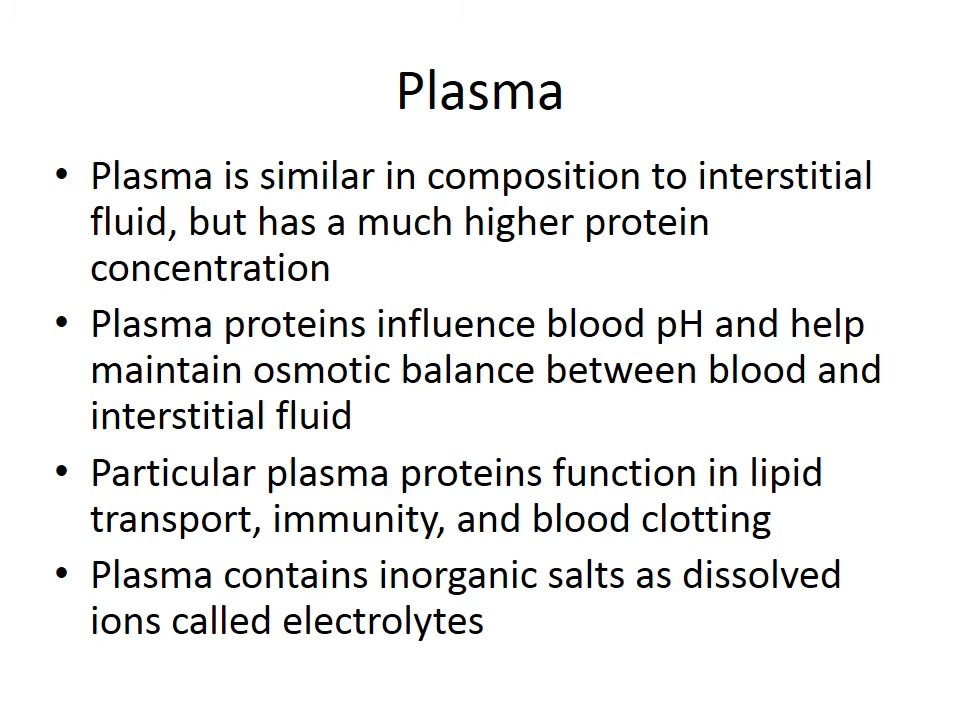 Plasma
• Plasma is similar in composition to interstitial
fluid, but has a much higher protein
concentration
• Plasma proteins influence blood pH and help
maintain osmotic balance between blood and
interstitial fluid
• Particular plasma proteins function in lipid
transport, immunity, and blood clotting
• Plasma contains inorganic salts as dissolved
ions called electrolytes